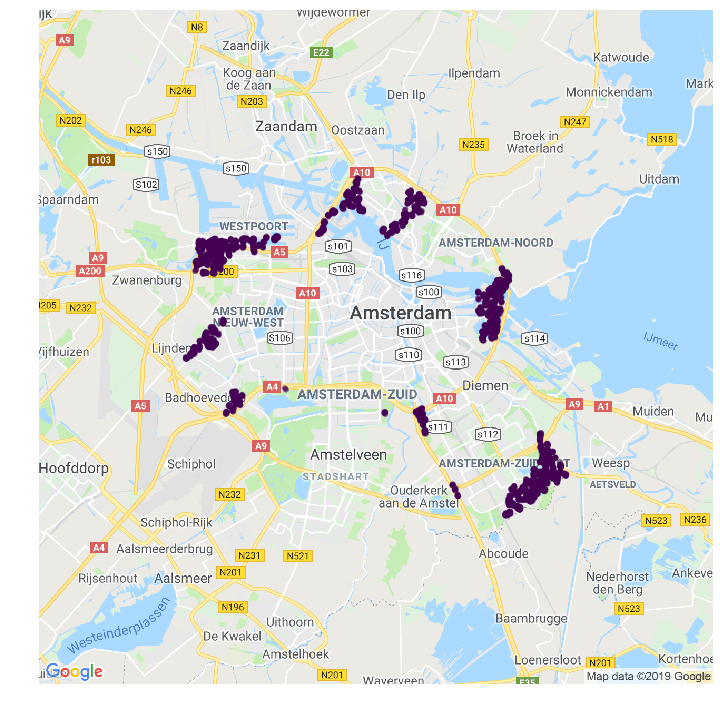 ijk
Wijdewormer
A9
N8
Zaandijk
E22
Katwoude
Koog aan
de Zaan
Ilpendam
Mark
N246
Den Ilp
Monnickendam
N203
N202
Zaandam
N247
N246
Oostzaan
Broek in
Waterland
N518
s150
N235
r103
s150
A10
Uitdam
S102
Spaarndam
A10
WESTPOORT
s101
AMSTERDAM-NOORD
A9
A5
A200
200
s103
s116
Zwanenburg
A10
s100
205
N232
AMSTERDAM
NIEUW-WEST
Amsterdam
IJ
s100
s114
IJmeer
S106
Vijfhuizen
Lijnden
s110
s113
A4
Diemen
Badhoevedorp
AMSTERDAM-ZUID
A10
A9
A1
A5
Muiden
Mu
s111
s112
A9
Amstelveen
Hoofddorp
Schiphol
AMSTERDAM-ZUIDOOST
Weesp
STADSHART
AETSVELD
N232
Ouderkerk
aan de Amstel
Schiphol-Rijk
N523
N236
A4
Aalsmeerderbrug
N231
N521
Abcoude
Rijsenhout
Aalsmeer
N201
Nederhorst
den Berg
Ankeve
N196
N523
Westeinderplassen
Uithoorn
Baambrugge
De Kwakel
Amstelhoek
Loenersloot
N201
Kortenhoe
Google
N201
Waverveen
E35
Map data ©2019 Google